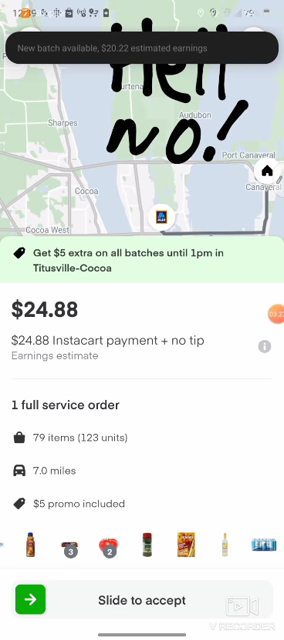 New batch available, $20.22 estimated earnings
Hell
no!
Sharpes
Audubon
Port Canaveral
Canaveral
Cocoa
Cocoa West
Get $5 extra on all batches until 1pm in
Titusville-Cocoa
$24.88
$24.88 Instacart payment + no tip
Earnings estimate
1 full service order
79 items (123 units)
7.0 miles
$5 promo included
3
2
Slide to accept
V RECORDER